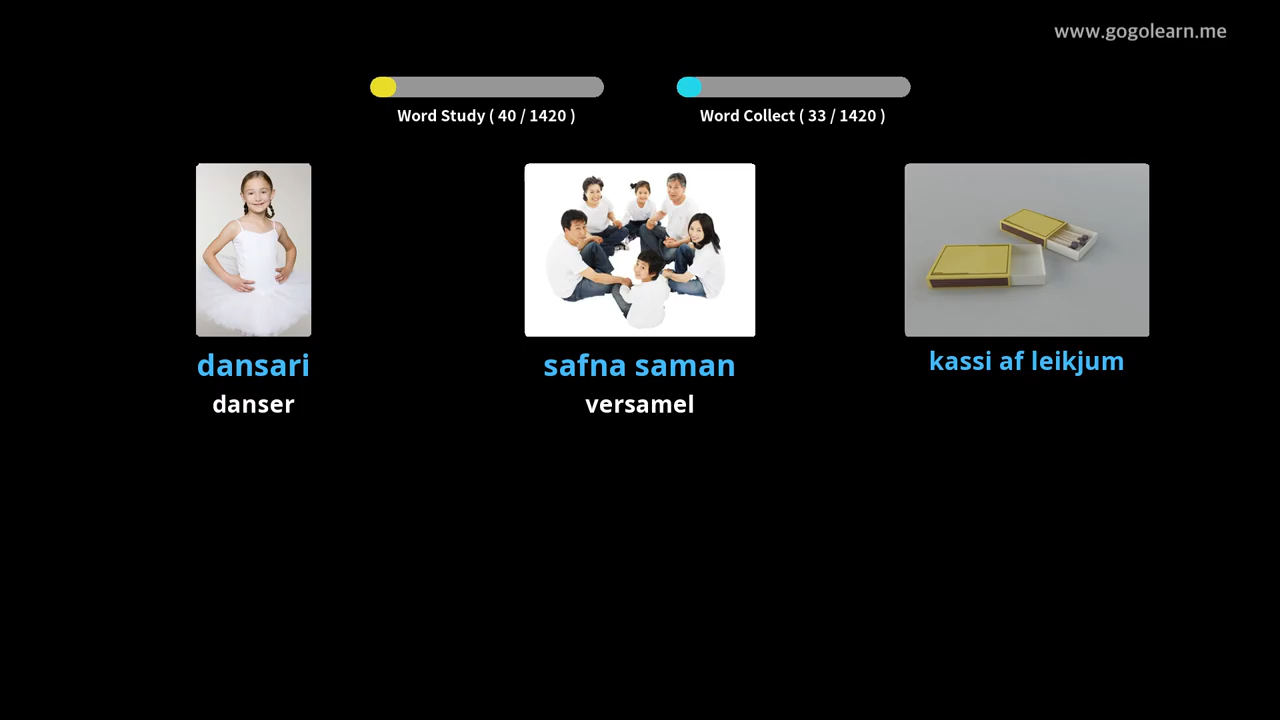 www.gogolearn.me
Word Study ( 40 / 1420 )
Word Collect ( 33 / 1420 )
dansari
danser
safna saman
versamel
kassi af leikjum